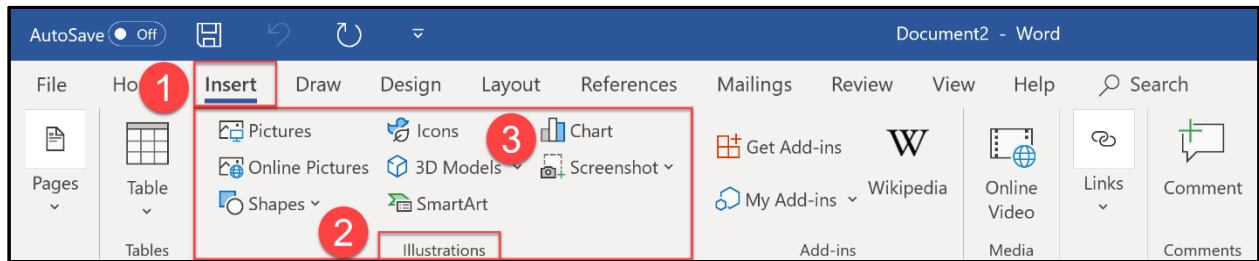 AutoSave Off Document2 - Word
File Ho 1 Insert Draw Design Layout References Mailings Review View Help Search
Pictures Icons 3 Chart Get Add-ins W
Online Pictures 3D Models Screenshot
Pages Table Wikipedia Online Video Links Comment
Shapes SmartArt My Add-ins
2
Tables Illustrations Add-ins Media Comments